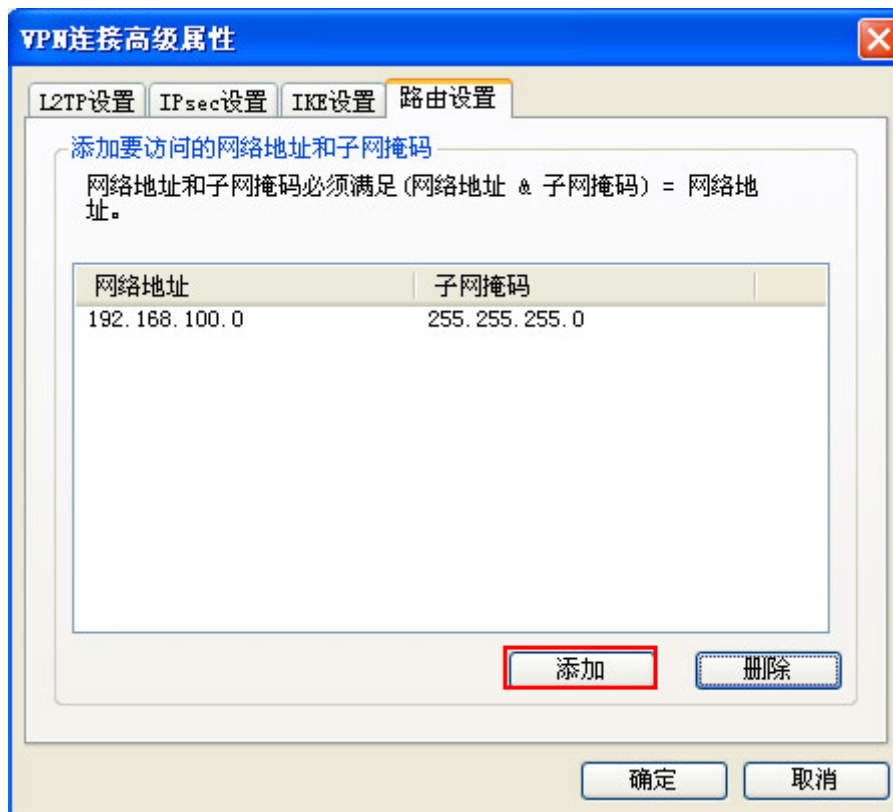 VPN连接高级属性
L2TP设置 IPsec设置 IKE设置 路由设置
添加要访问的网络地址和子网掩码
网络地址和子网掩码必须满足(网络地址 & 子网掩码) = 网络地
址。
网络地址 子网掩码
192.168.100.0 255.255.255.0
添加 删除
确定 取消